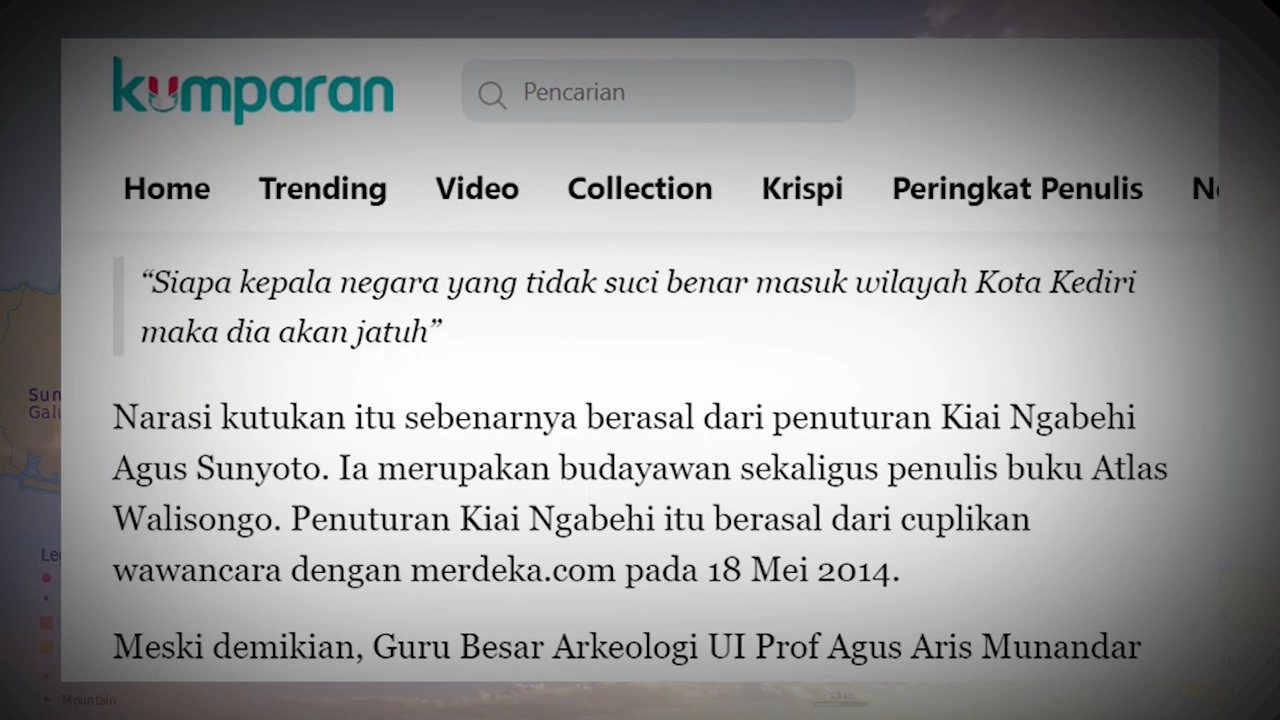 kumparan
Pencarian
Home Trending Video Collection Krispi Peringkat Penulis
“Siapa kepala negara yang tidak suci benar masuk wilayah Kota Kediri
maka dia akan jatuh”
Narasi kutukan itu sebenarnya berasal dari penuturan Kiai Ngabehi
Agus Sunyoto. Ia merupakan budayawan sekaligus penulis buku Atlas
Walisongo. Penuturan Kiai Ngabehi itu berasal dari cuplikan
wawancara dengan merdeka.com pada 18 Mei 2014.
Meski demikian, Guru Besar Arkeologi UI Prof Agus Aris Munandar
Mountain